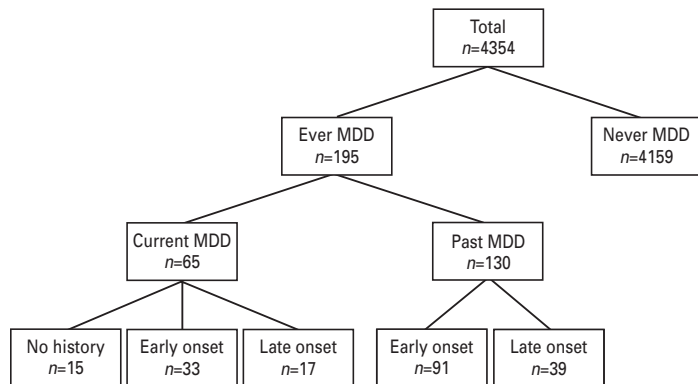 Total
n=4354
Ever MDD
n=195
Never MDD
n=4159
Current MDD
n=65
Past MDD
n=130
No history
n=15
Early onset
n=33
Late onset
n=17
Early onset
n=91
Late onset
n=39